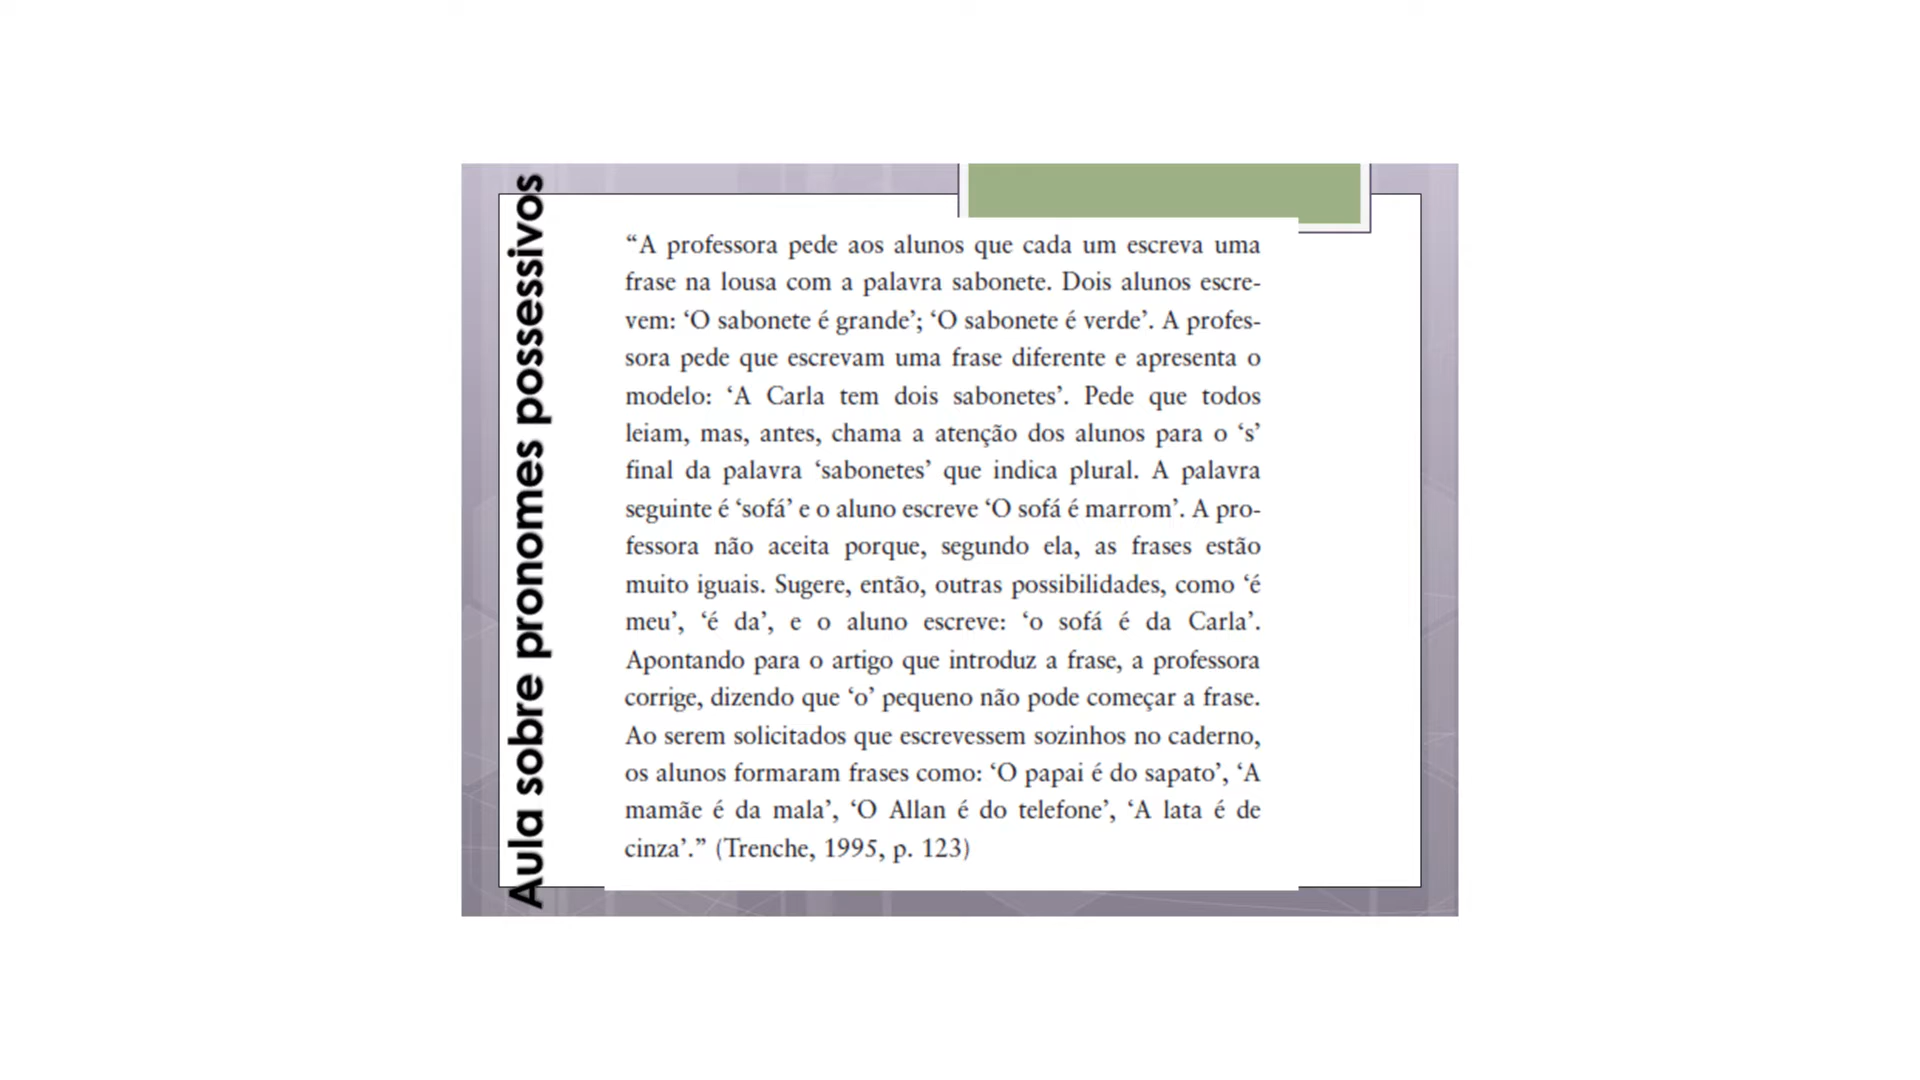 Aula sobre pronomes possessivos
“A professora pede aos alunos que cada um escreva uma
frase na lousa com a palavra sabonete. Dois alunos escre-
vem: ‘O sabonete é grande’; ‘O sabonete é verde’. A profes-
sora pede que escrevam uma frase diferente e apresenta o
modelo: ‘A Carla tem dois sabonetes’. Pede que todos
leiam, mas, antes, chama a atenção dos alunos para o ‘s’
final da palavra ‘sabonetes’ que indica plural. A palavra
seguinte é ‘sofá’ e o aluno escreve ‘O sofá é marrom’. A pro-
fessora não aceita porque, segundo ela, as frases estão
muito iguais. Sugere, então, outras possibilidades, como ‘é
meu’, ‘é da’, e o aluno escreve: ‘o sofá é da Carla’.
Apontando para o artigo que introduz a frase, a professora
corrige, dizendo que ‘o’ pequeno não pode começar a frase.
Ao serem solicitados que escrevessem sozinhos no caderno,
os alunos formaram frases como: ‘O papai é do sapato’, ‘A
mamãe é da mala’, ‘O Allan é do telefone’, ‘A lata é de
cinza’.” (Trenche, 1995, p. 123)